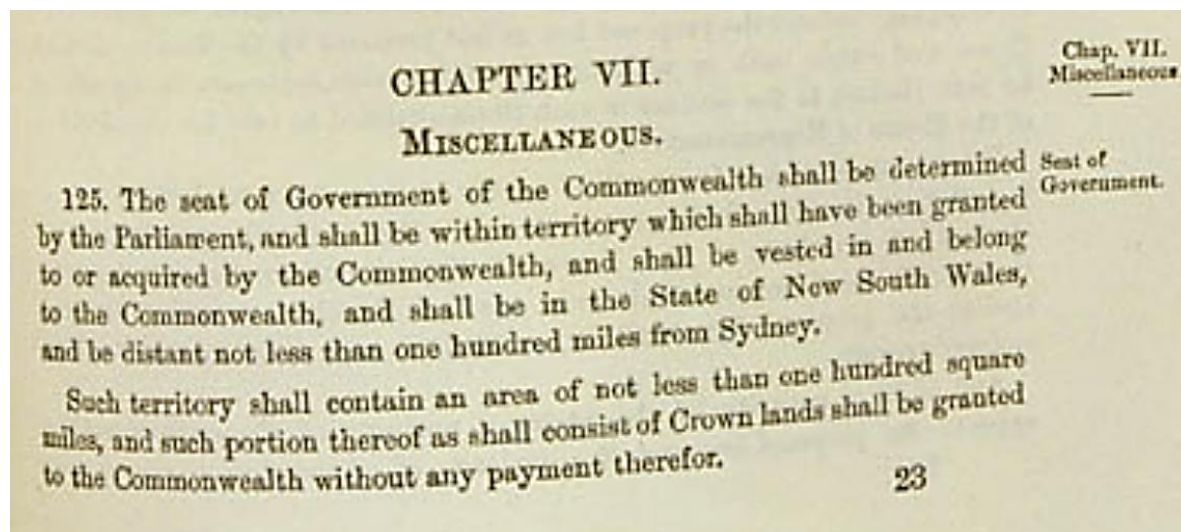 CHAPTER VII.
Chap. VII.
Miscellaneous
MISCELLANEOUS.
125. The seat of Government of the Commonwealth shall be determined
Seat of
Government.
by the Parliament, and shall be within territory which shall have been granted
to or acquired by the Commonwealth, and shall be vested in and belong
to the Commonwealth, and shall be in the State of New South Wales,
and be distant not less than one hundred miles from Sydney.
Such territory shall contain an area of not less than one hundred square
miles, and such portion thereof as shall consist of Crown lands shall be granted
to the Commonwealth without any payment therefor.
23